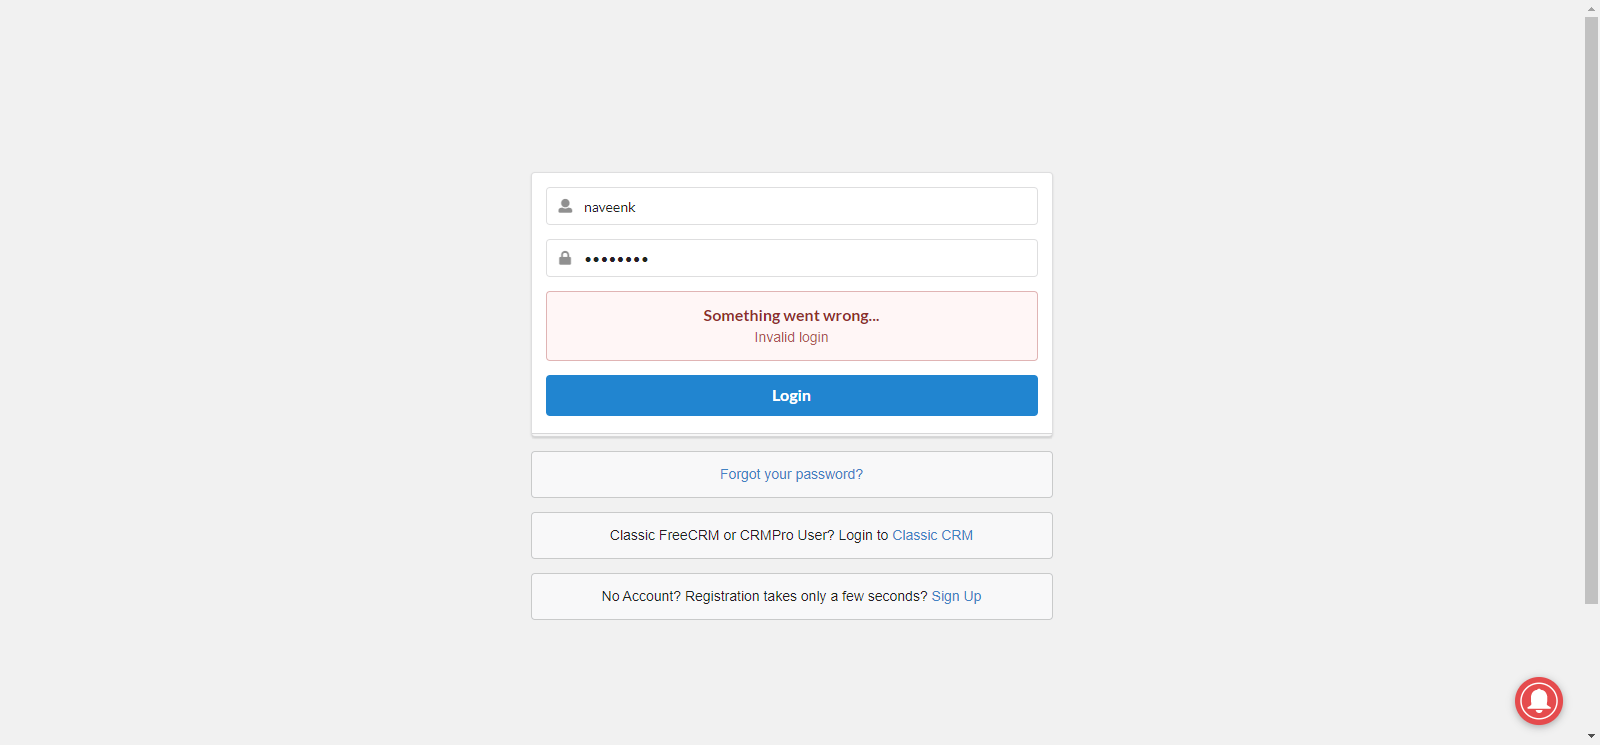 naveenk
••••••••
Something went wrong...
Invalid login
Login
Forgot your password?
Classic FreeCRM or CRMPro User? Login to Classic CRM
No Account? Registration takes only a few seconds? Sign Up